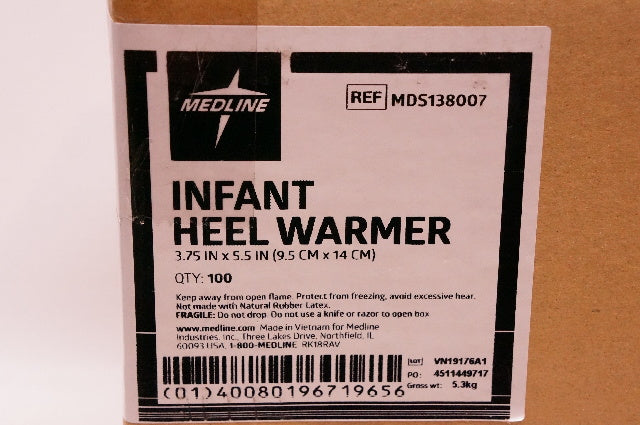 MEDLINE
REF MDS138007
INFANT
HEEL WARMER
3.75 IN x 5.5 IN (9.5 CM x 14 CM)
QTY: 100
Keep away from open flame. Protect from freezing, avoid excessive hear.
Not made with Natural Rubber Latex.
FRAGILE: Do not drop. Do not use a knife or razor to open box
www.medline.com Made in Vietnam for Medline
Industries, Inc. Three Lakes Drive, Northfield, IL
60093 USA, 1-800-MEDLINE RK18RAV
LOT VN19176A1
PO: 4511449717
Gross wt: 5.3kg
(01)40080196719656